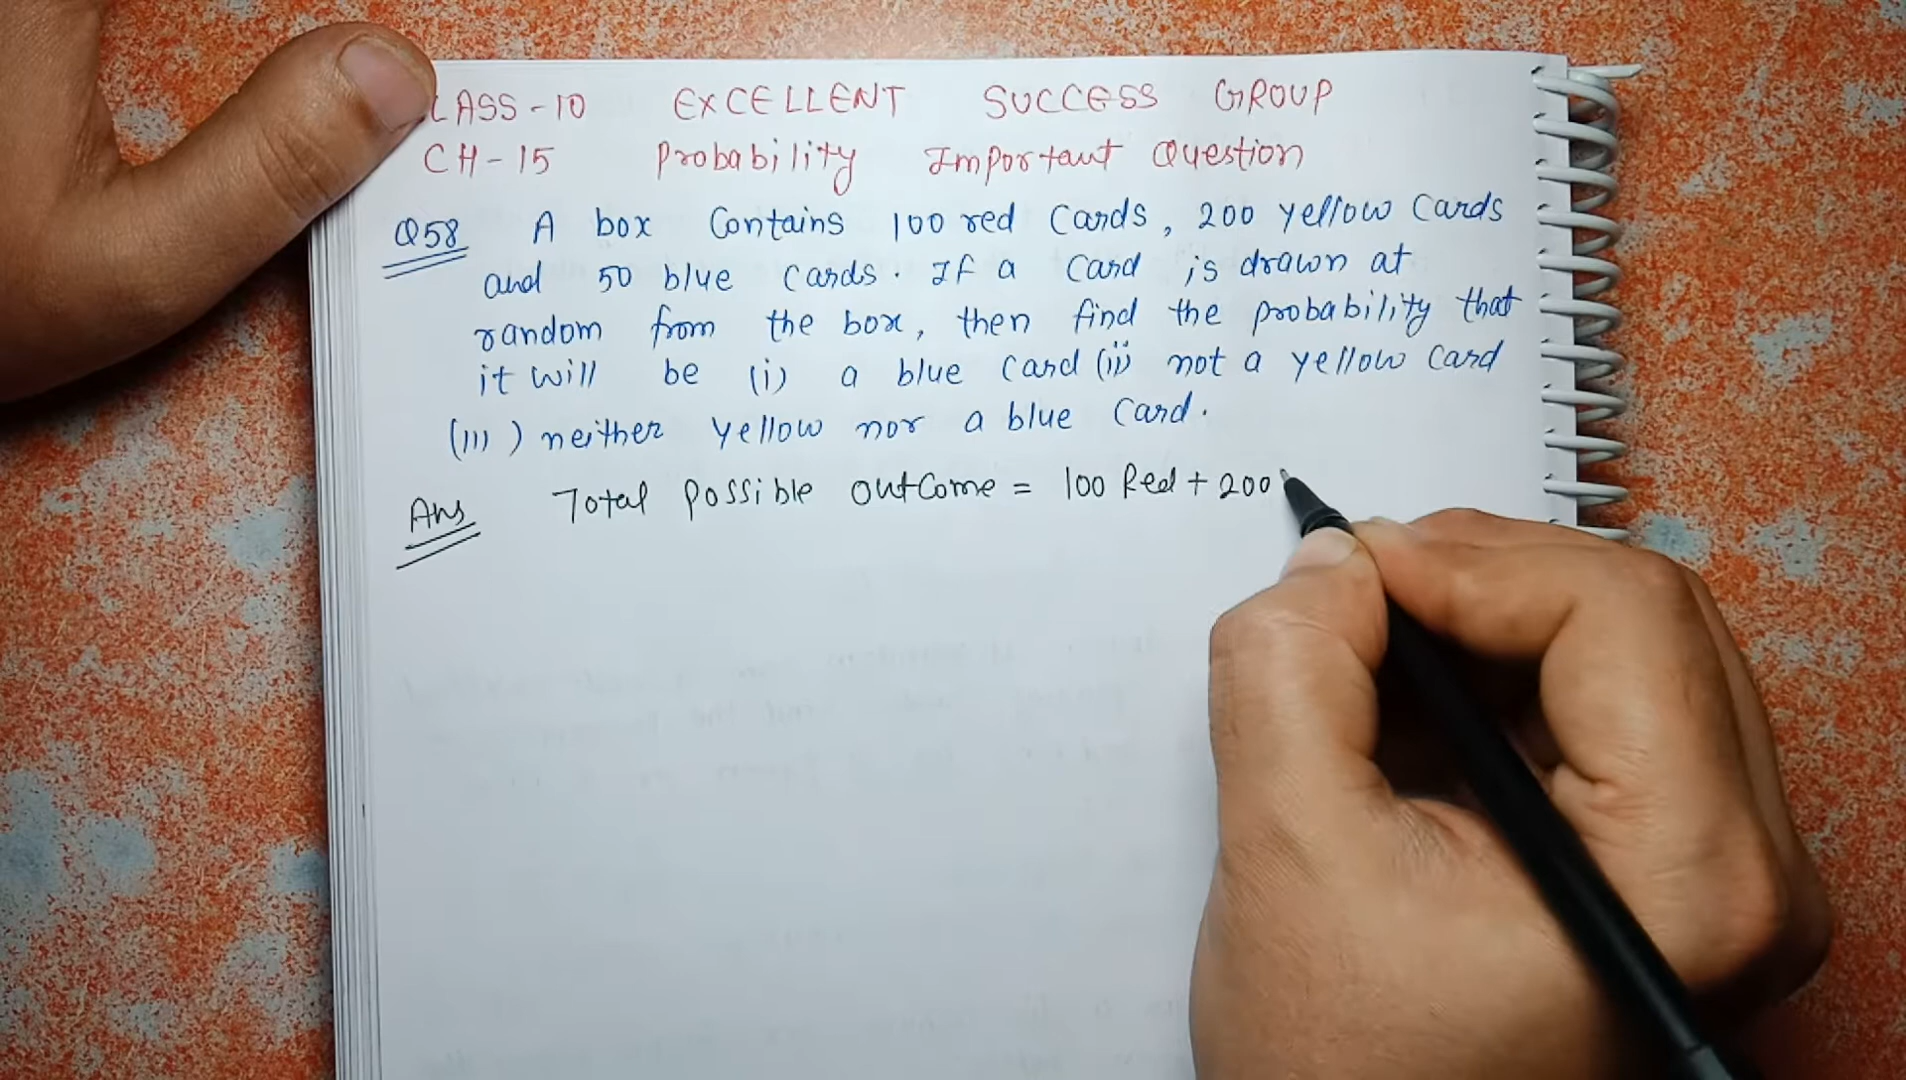 LASS-10 EXCELLENT SUCCESS GROUP
CH-15 Probability Important Question
Q58 A box Contains 100 red Cards, 200 yellow Cards
and 50 blue Cards. If a Card is drawn at
random from the box, then find the probability that
it will be (i) a blue Card (ii) not a yellow Card
(iii) neither yellow nor a blue Card.
Ans Total possible outCome = 100 Red + 200